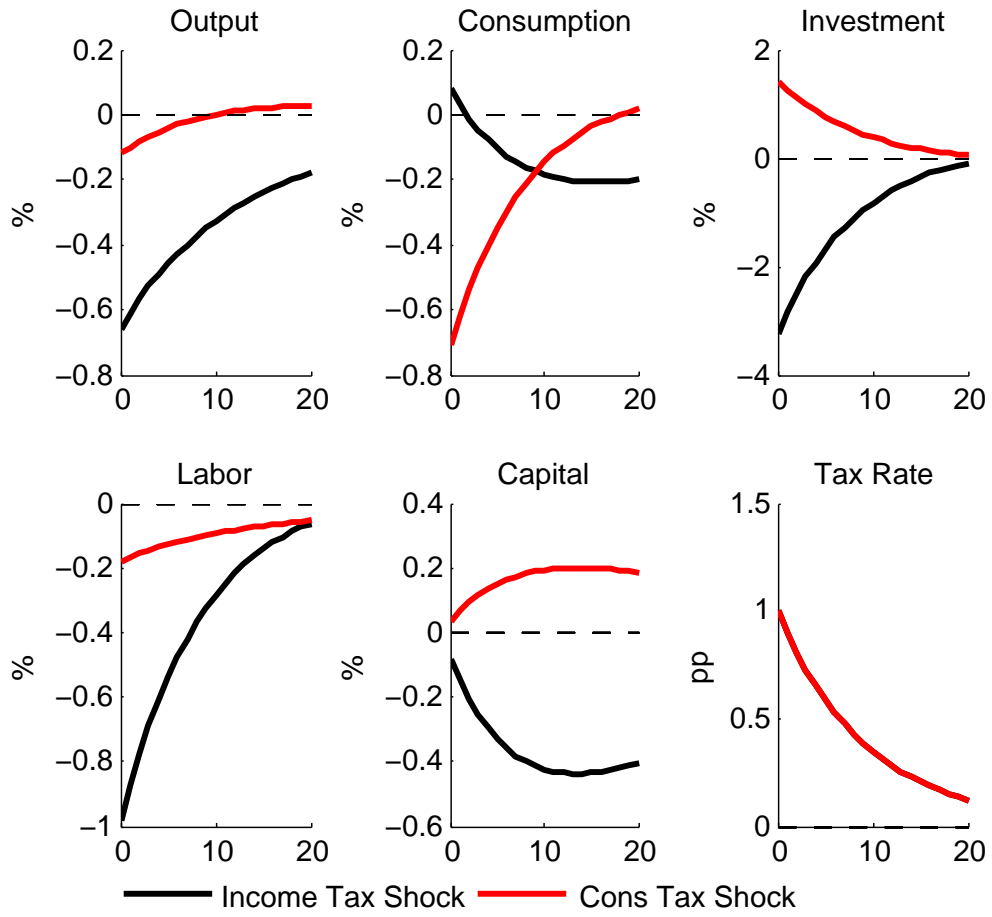 Output Consumption Investment
0.2 0.2 2
0 0 0
−0.2 −0.2
% % %
−0.4 −0.4 −2
−0.6 −0.6
−0.8 −0.8 −4
0 10 20 0 10 20 0 10 20
Labor Capital Tax Rate
0 0.4 1.5
−0.2 0.2
−0.4 0 1
% % pp
−0.6 −0.2 0.5
−0.8 −0.4
−1 −0.6 0
0 10 20 0 10 20 0 10 20
Income Tax Shock Cons Tax Shock